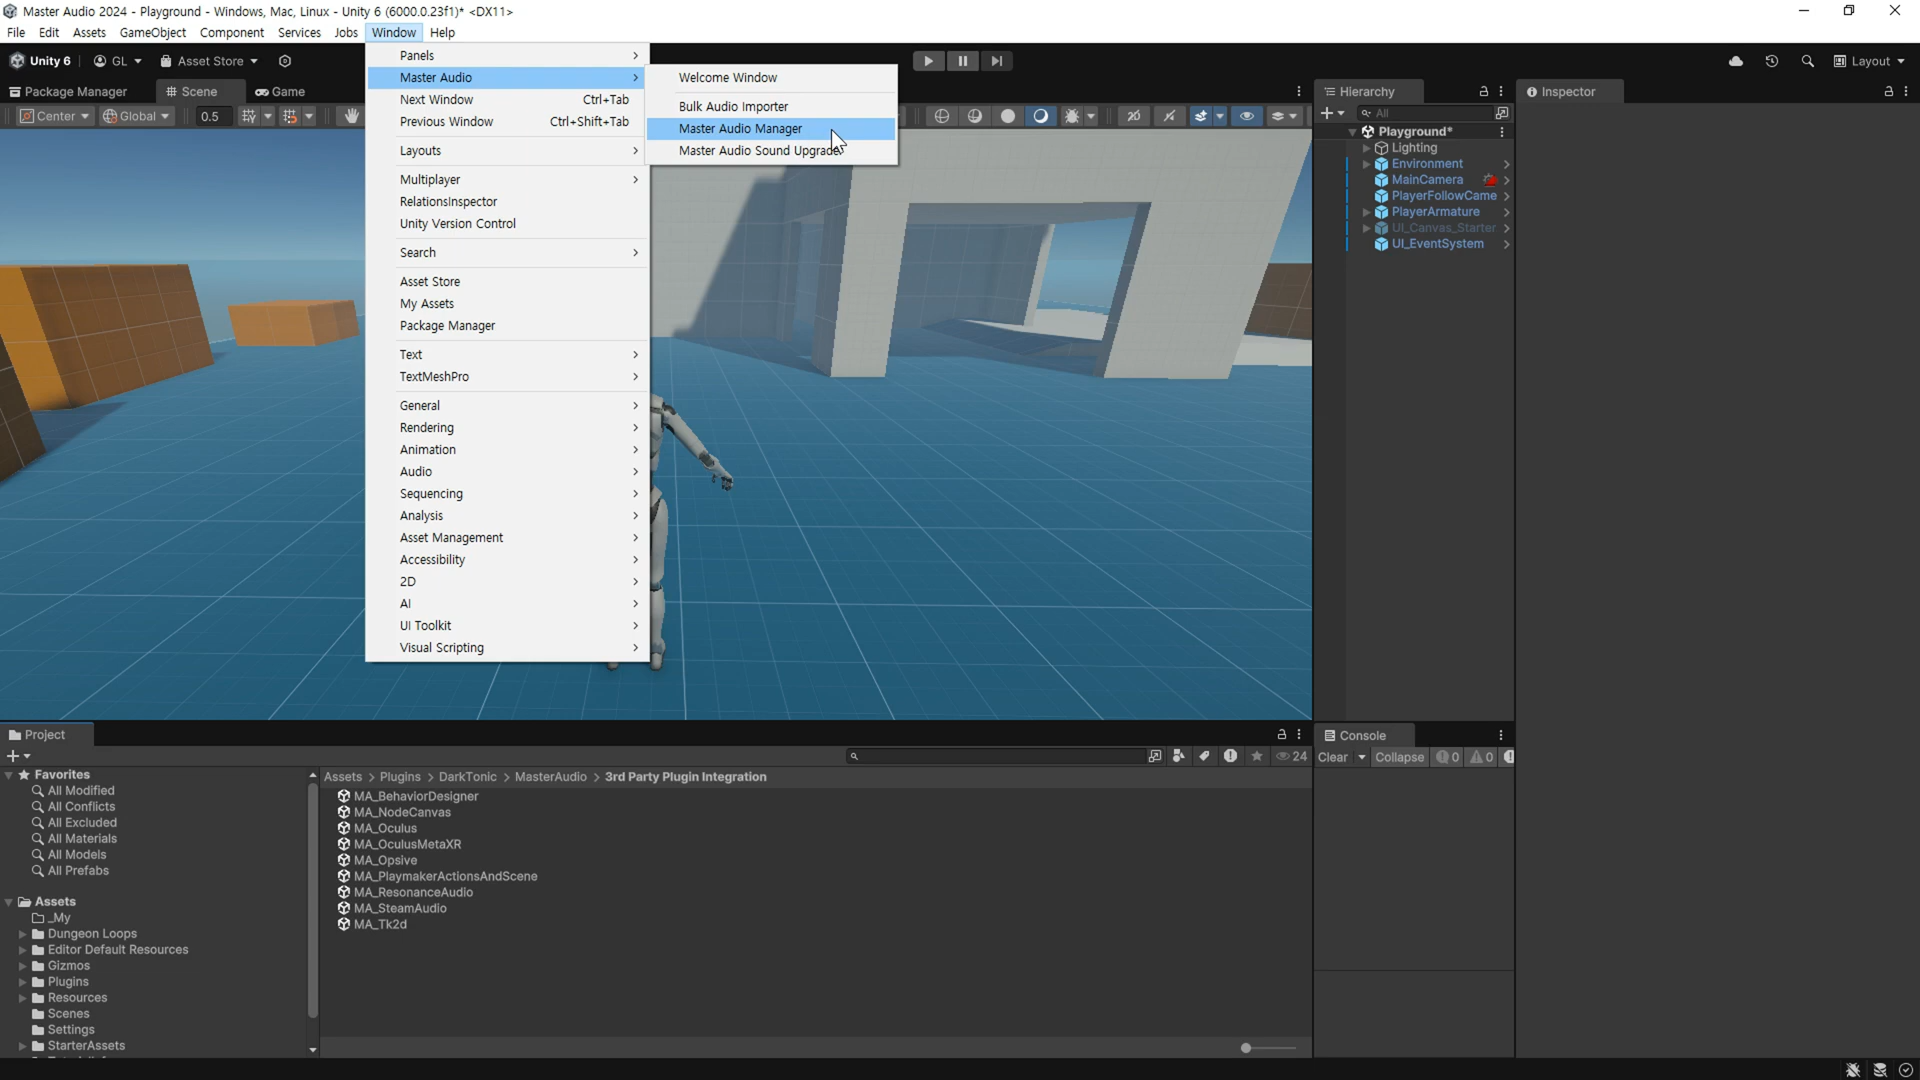 Master Audio 2024 - Playground - Windows, Mac, Linux - Unity 6 (6000.0.23f1)* <DX11>
File Edit Assets GameObject Component Services Jobs Window Help
Unity 6 GL Asset Store Layout
Package Manager Scene Game
Center Global 0.5
Panels
Master Audio
Next Window Ctrl+Tab
Previous Window Ctrl+Shift+Tab
Layouts
Multiplayer
RelationsInspector
Unity Version Control
Search
Asset Store
My Assets
Package Manager
Text
TextMeshPro
General
Rendering
Animation
Audio
Sequencing
Analysis
Asset Management
Accessibility
2D
AI
UI Toolkit
Visual Scripting
Welcome Window
Bulk Audio Importer
Master Audio Manager
Master Audio Sound Upgrade
2D
Hierarchy
All
Playground*
Lighting
Environment
MainCamera
PlayerFollowCame
PlayerArmature
UI_Canvas_Starter
UI_EventSystem
Inspector
Project
24
Favorites
All Modified
All Conflicts
All Excluded
All Materials
All Models
All Prefabs
Assets
_My
Dungeon Loops
Editor Default Resources
Gizmos
Plugins
Resources
Scenes
Settings
StarterAssets
Assets > Plugins > DarkTonic > MasterAudio > 3rd Party Plugin Integration
MA_BehaviorDesigner
MA_NodeCanvas
MA_Oculus
MA_OculusMetaXR
MA_Opsive
MA_PlaymakerActionsAndScene
MA_ResonanceAudio
MA_SteamAudio
MA_Tk2d
Console
Clear Collapse 0 0